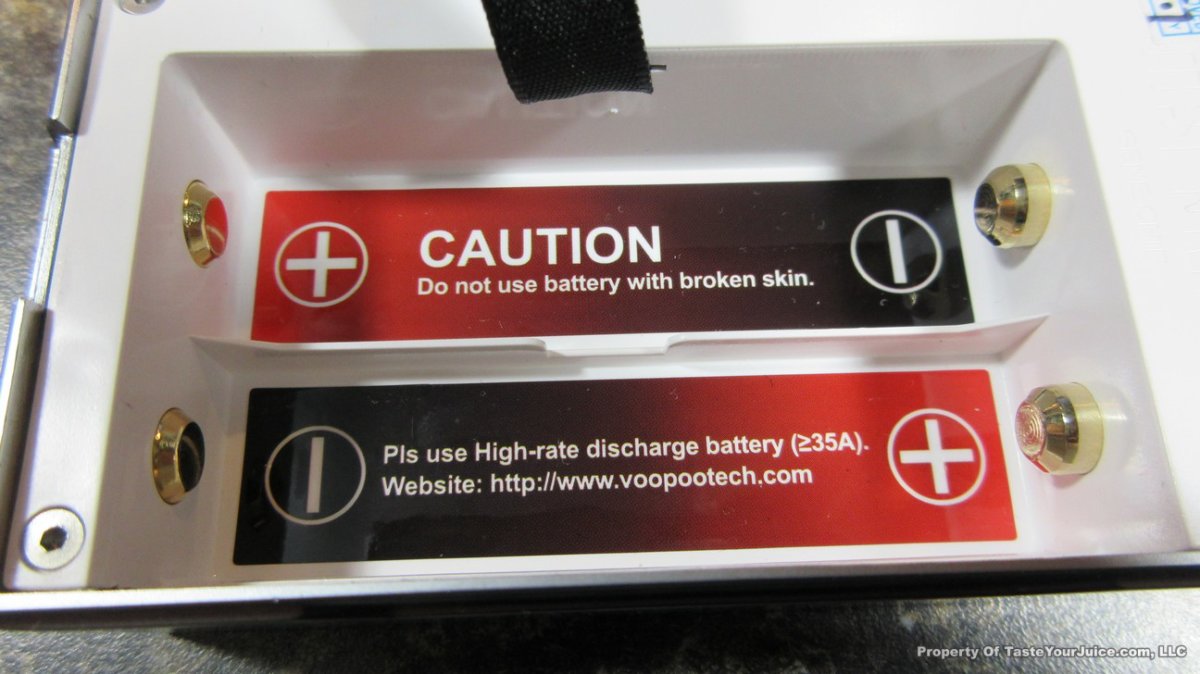 CAUTION
Do not use battery with broken skin.
Pls use High-rate discharge battery (≥35A).
Website: http://www.voopootech.com
Property Of TasteYourJuice.com, LLC